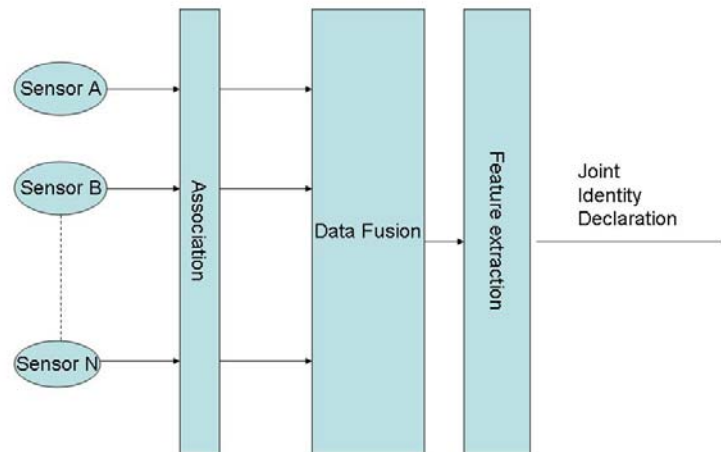 Sensor A
Sensor B
Sensor N
Association
Data Fusion
Feature extraction
Joint
Identity
Declaration